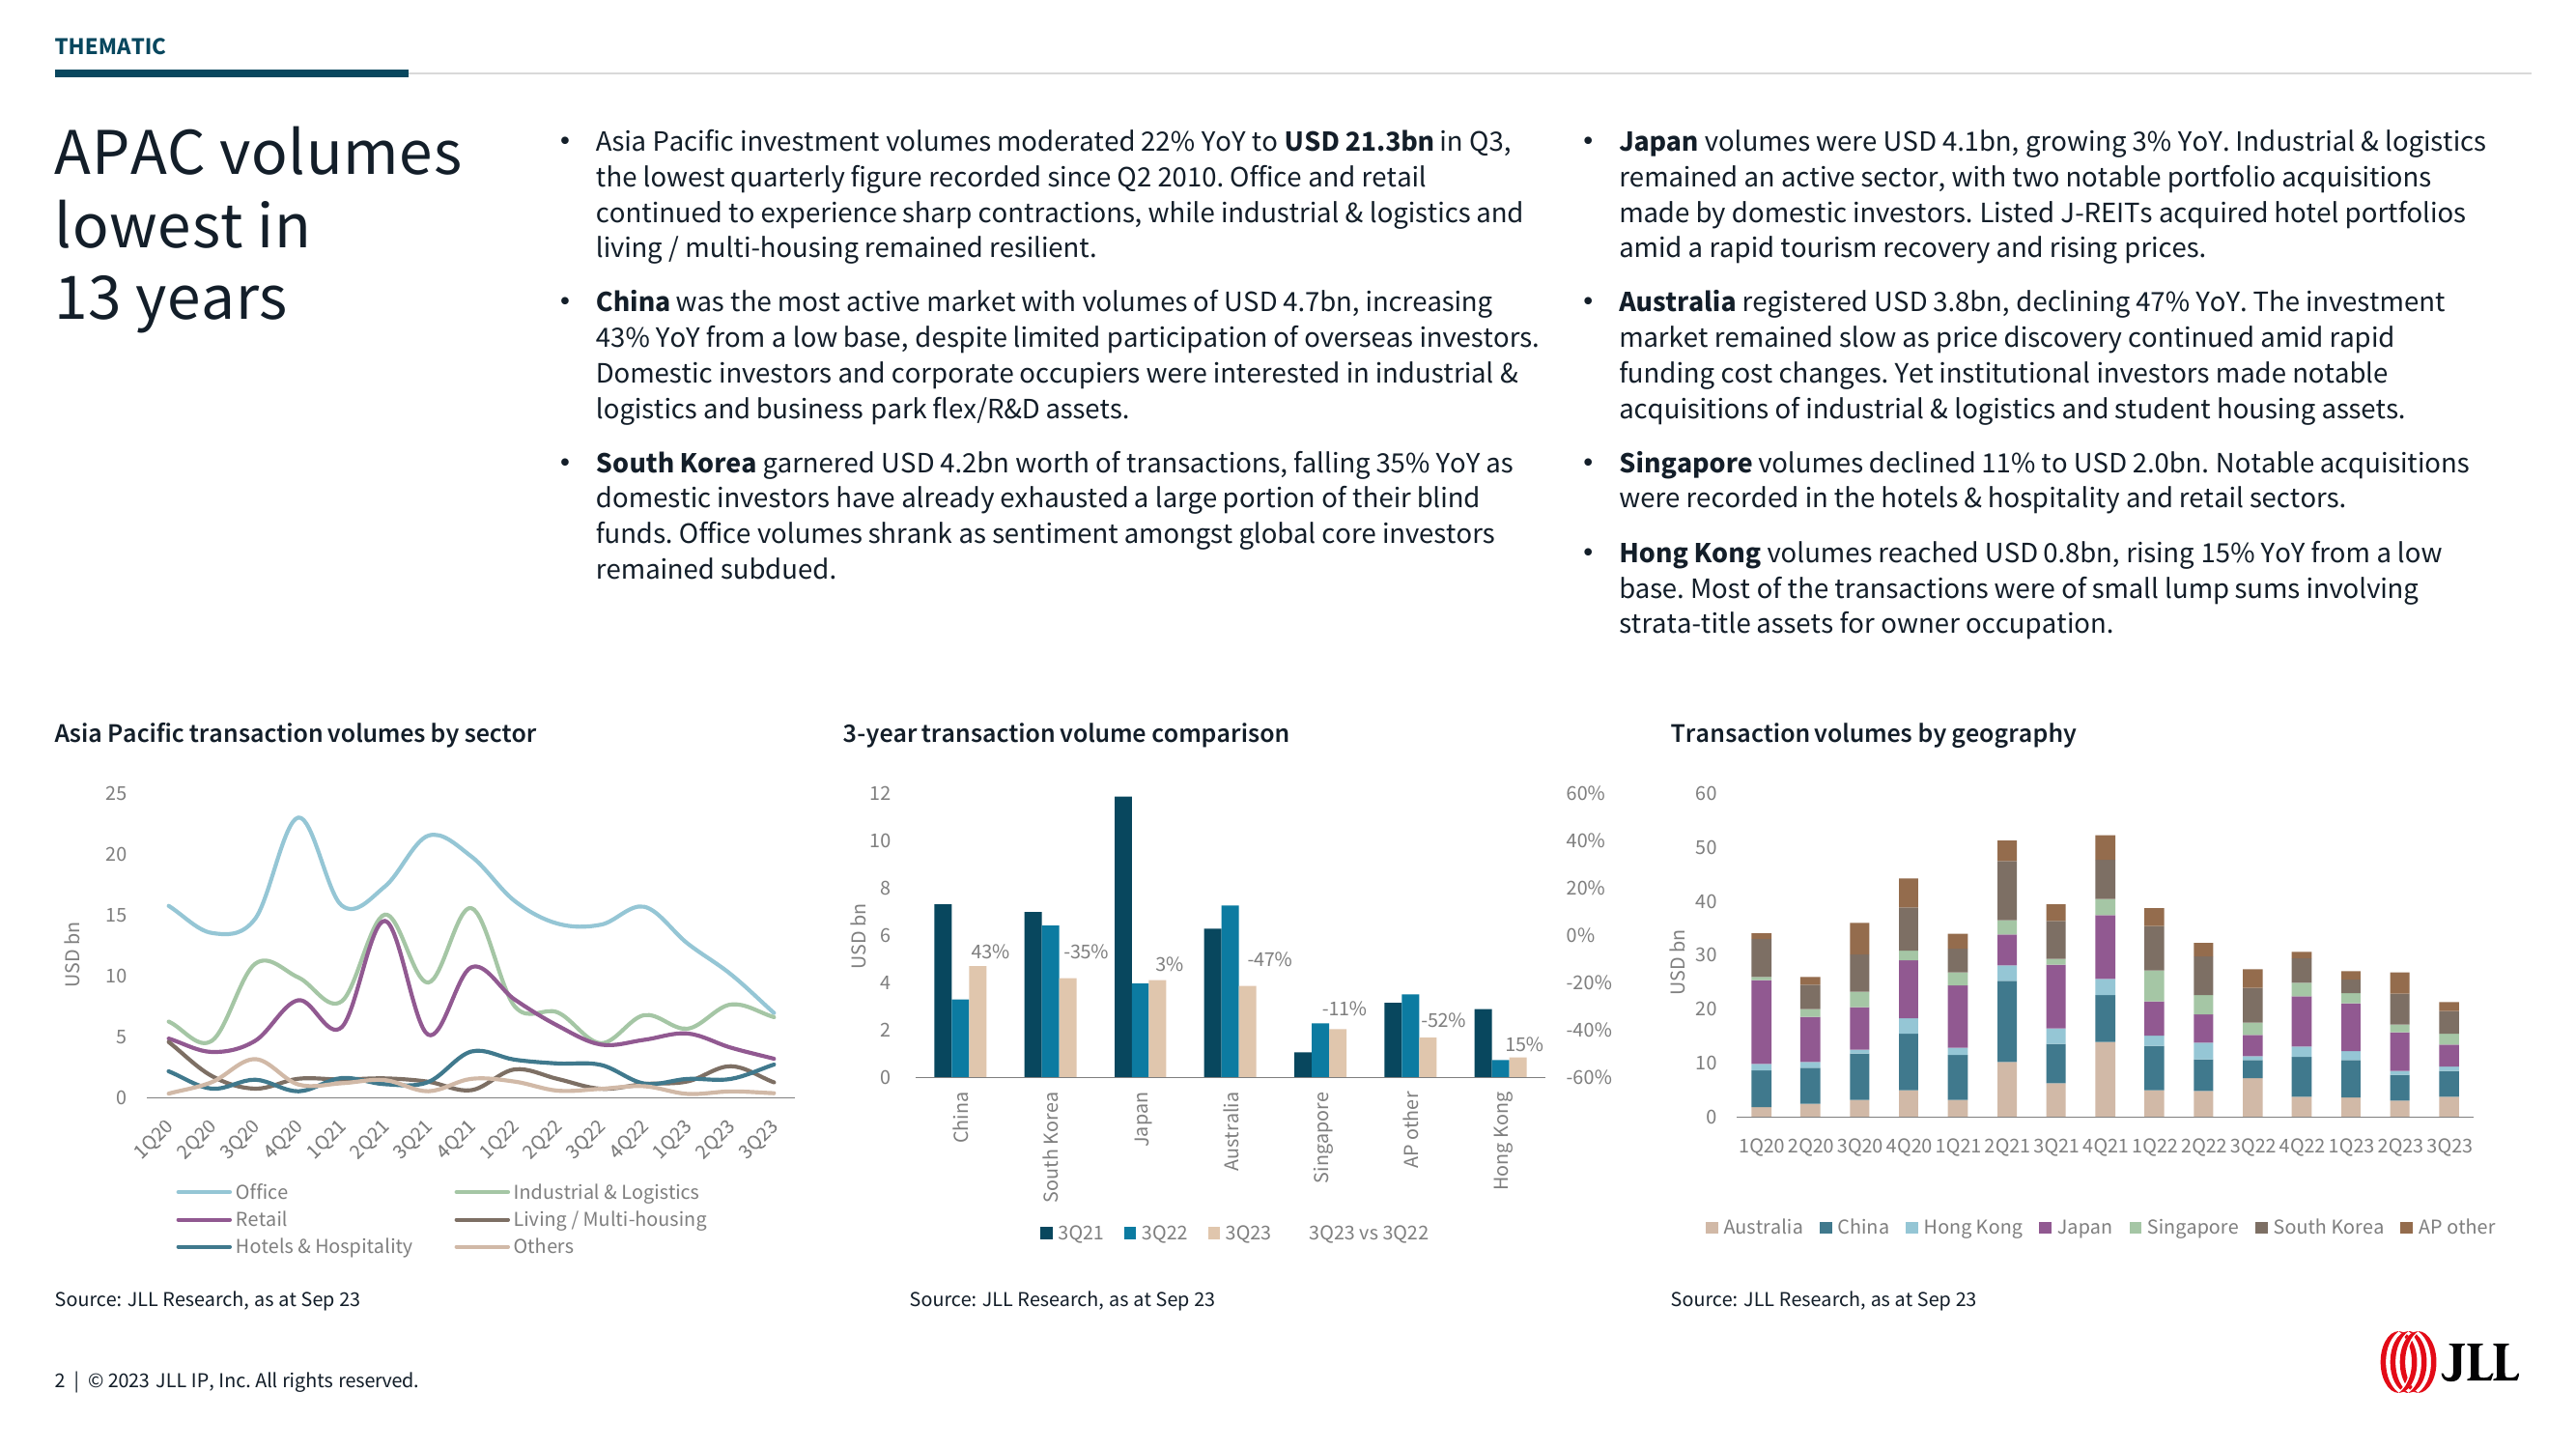 THEMATIC
APAC volumes
lowest in
13 years
• Asia Pacific investment volumes moderated 22% YoY to USD 21.3bn in Q3,
the lowest quarterly figure recorded since Q2 2010. Office and retail
continued to experience sharp contractions, while industrial & logistics and
living / multi-housing remained resilient.
• China was the most active market with volumes of USD 4.7bn, increasing
43% YoY from a low base, despite limited participation of overseas investors.
Domestic investors and corporate occupiers were interested in industrial &
logistics and business park flex/R&D assets.
• South Korea garnered USD 4.2bn worth of transactions, falling 35% YoY as
domestic investors have already exhausted a large portion of their blind
funds. Office volumes shrank as sentiment amongst global core investors
remained subdued.
• Japan volumes were USD 4.1bn, growing 3% YoY. Industrial & logistics
remained an active sector, with two notable portfolio acquisitions
made by domestic investors. Listed J-REITs acquired hotel portfolios
amid a rapid tourism recovery and rising prices.
• Australia registered USD 3.8bn, declining 47% YoY. The investment
market remained slow as price discovery continued amid rapid
funding cost changes. Yet institutional investors made notable
acquisitions of industrial & logistics and student housing assets.
• Singapore volumes declined 11% to USD 2.0bn. Notable acquisitions
were recorded in the hotels & hospitality and retail sectors.
• Hong Kong volumes reached USD 0.8bn, rising 15% YoY from a low
base. Most of the transactions were of small lump sums involving
strata-title assets for owner occupation.
Asia Pacific transaction volumes by sector
USD bn
25
20
15
10
5
0
1Q20 2Q20 3Q20 4Q20 1Q21 2Q21 3Q21 4Q21 1Q22 2Q22 3Q22 4Q22 1Q23 2Q23 3Q23
Office Industrial & Logistics
Retail Living / Multi-housing
Hotels & Hospitality Others
Source: JLL Research, as at Sep 23
3-year transaction volume comparison
USD bn
12 60%
10 40%
8 20%
6 0%
4 -20%
2 -40%
0 -60%
43% -35% 3% -47% -11% -52% 15%
China South Korea Japan Australia Singapore AP other Hong Kong
3Q21 3Q22 3Q23 3Q23 vs 3Q22
Source: JLL Research, as at Sep 23
Transaction volumes by geography
USD bn
60
50
40
30
20
10
0
1Q20 2Q20 3Q20 4Q20 1Q21 2Q21 3Q21 4Q21 1Q22 2Q22 3Q22 4Q22 1Q23 2Q23 3Q23
Australia China Hong Kong Japan Singapore South Korea AP other
Source: JLL Research, as at Sep 23
2 | © 2023 JLL IP, Inc. All rights reserved.
JLL